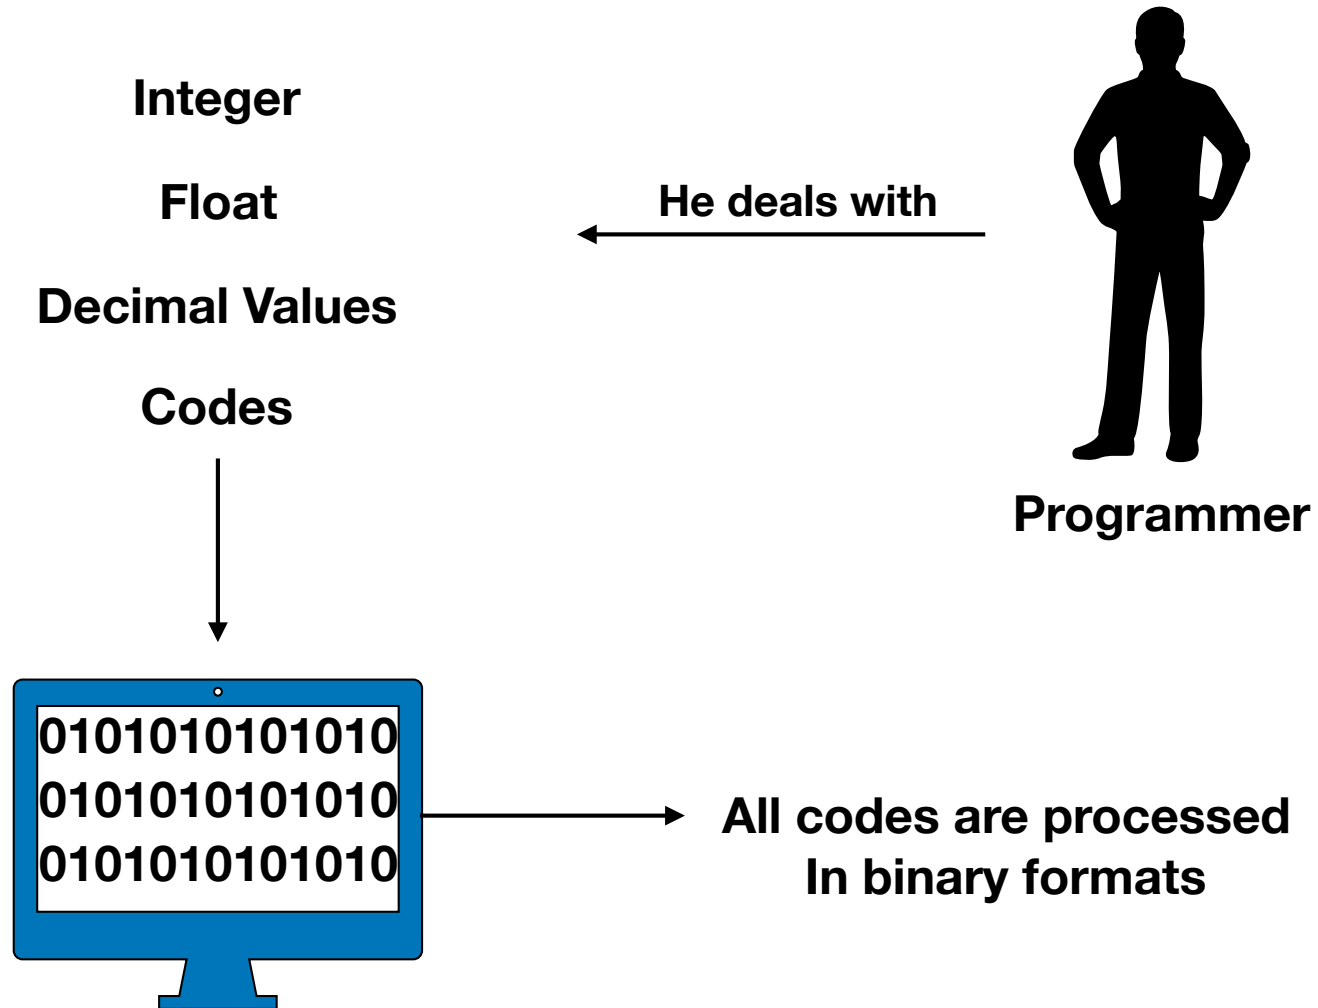 Integer
Float
He deals with
Decimal Values
Codes
Programmer
0101010101010
0101010101010
0101010101010
All codes are processed
In binary formats